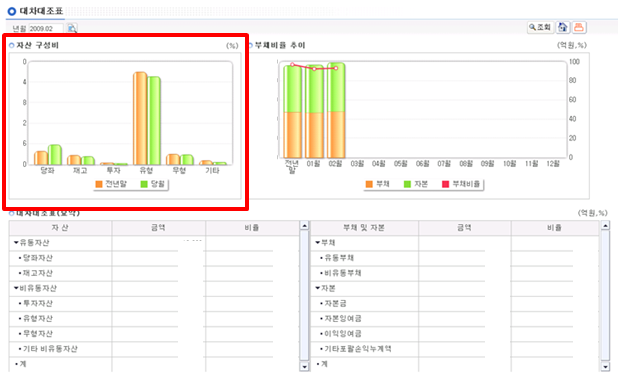 대차대조표
년월 2009.02 조회
자산 구성비 (%)
0
4
8
2
6
0
당좌 재고 투자 유형 무형 기타
전년말 당월
부채비율 추이 (억원,%)
100
80
60
40
20
0
전년말 01월 02월 03월 04월 05월 06월 07월 08월 09월 10월 11월 12월
부채 자본 부채비율
대차대조표(요약) (억원,%)
자 산 금액 비율 부채 및 자본 금액 비율
▼유동자산 ▼부채
• 당좌자산 • 유동부채
• 재고자산 • 비유동부채
▼비유동자산 ▼자본
• 투자자산 • 자본금
• 유형자산 • 자본잉여금
• 무형자산 • 이익잉여금
• 기타 비유동자산 • 기타포괄손익누계액
• 계 • 계